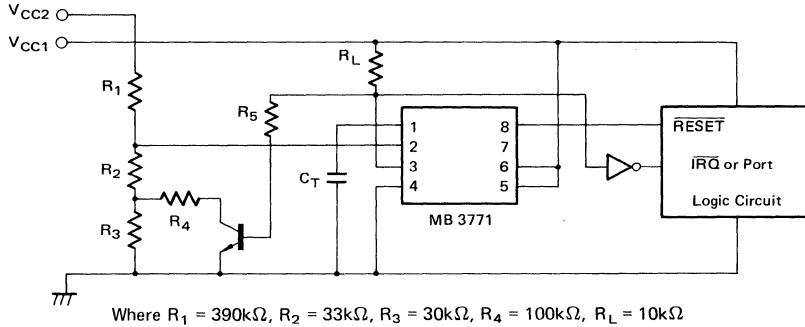 VCC2
VCC1
RL
R1
R5
1 8
RESET
2 7
R2
CT
3 6
IRQ or Port
4 5
R4
Logic Circuit
R3
MB 3771
Where R1 = 390kΩ, R2 = 33kΩ, R3 = 30kΩ, R4 = 100kΩ, RL = 10kΩ